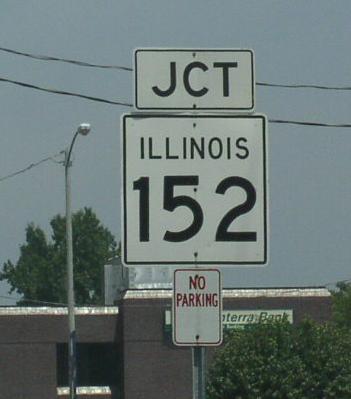 JCT
ILLINOIS
152
NO
PARKING
Bank